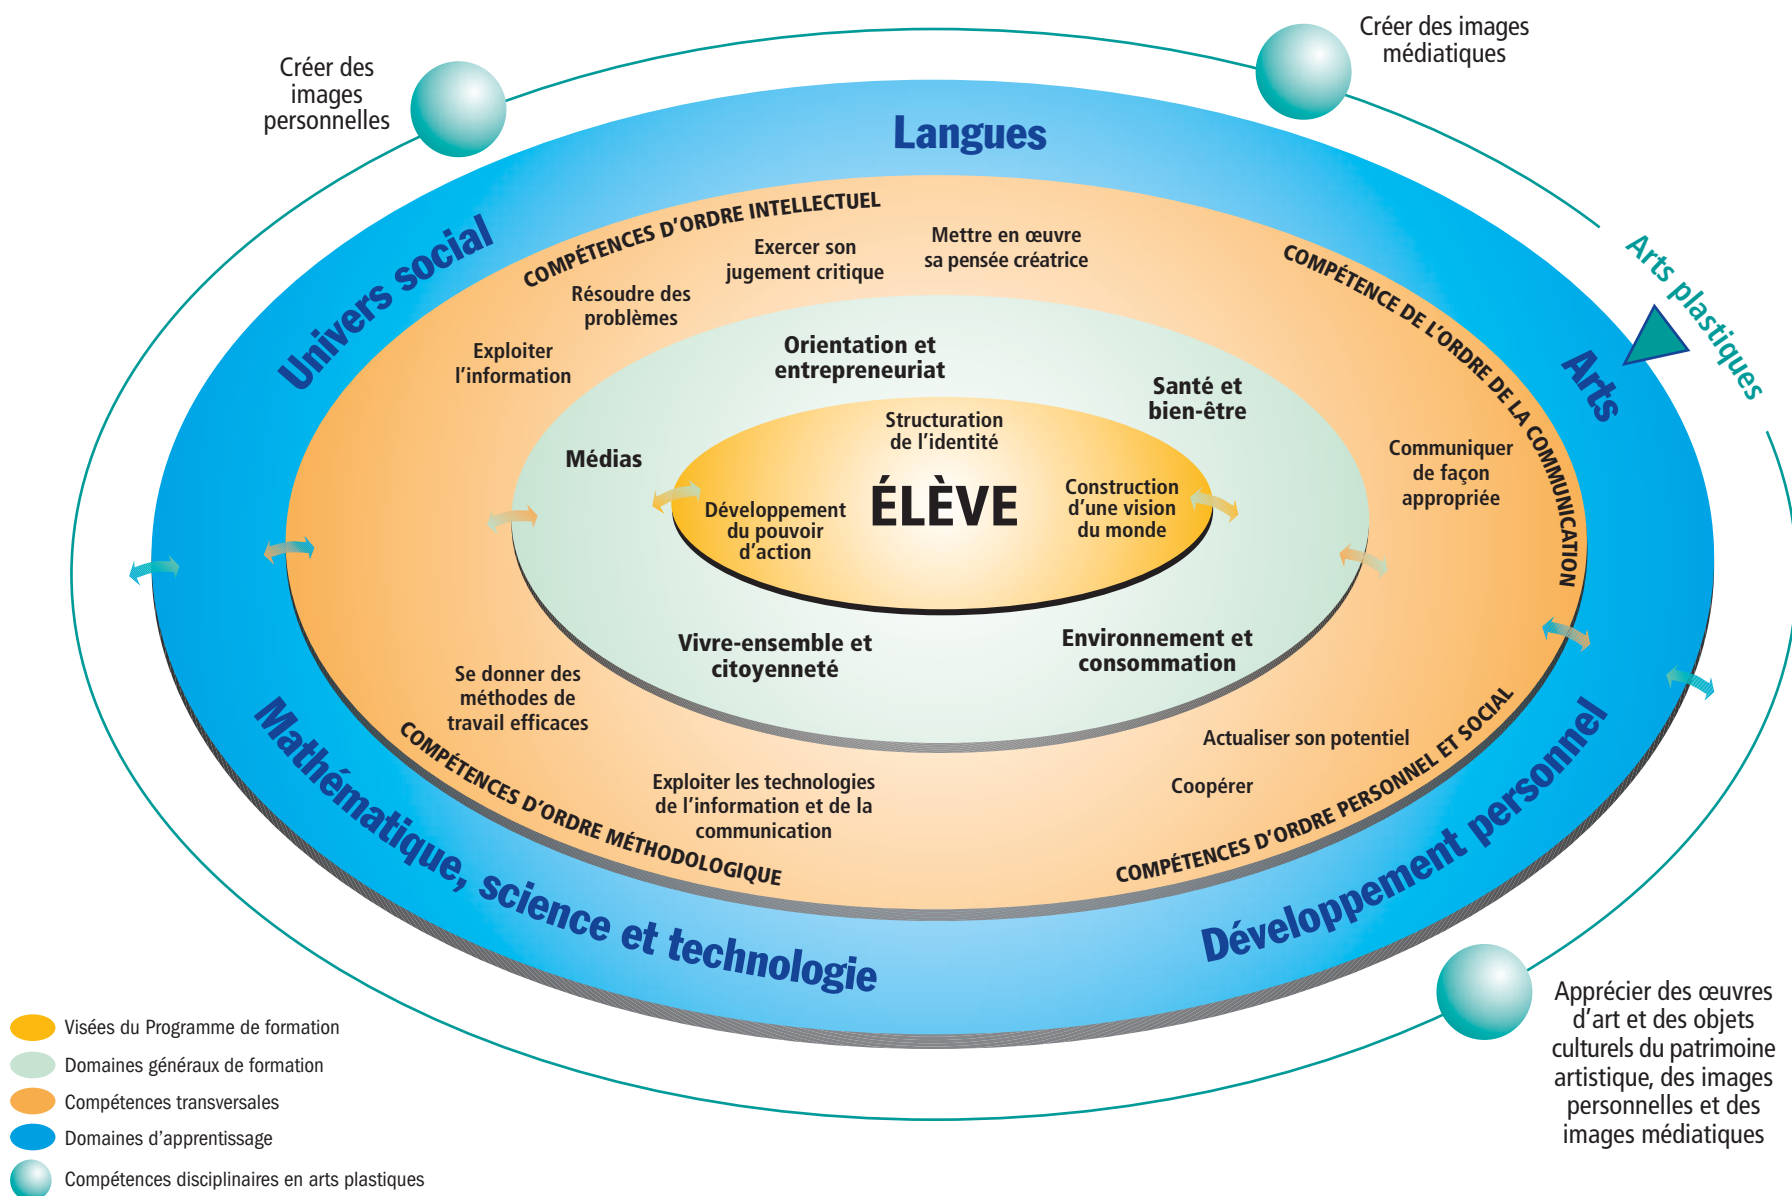 Créer des images
médiatiques
Créer des
images
personnelles
Langues
Univers social
Arts
Arts plastiques
Développement personnel
Mathématique, science et technologie
COMPÉTENCES D'ORDRE INTELLECTUEL
Exploiter
l'information
Résoudre des
problèmes
Exercer son
jugement critique
Mettre en œuvre
sa pensée créatrice
COMPÉTENCE DE L'ORDRE DE LA COMMUNICATION
Communiquer
de façon
appropriée
Orientation et
entrepreneuriat
Santé et
bien-être
Médias
Structuration
de l'identité
ÉLÈVE
Développement
du pouvoir
d'action
Construction
d'une vision
du monde
Vivre-ensemble et
citoyenneté
Environnement et
consommation
Se donner des
méthodes de
travail efficaces
Exploiter les technologies
de l'information et de la
communication
COMPÉTENCES D'ORDRE MÉTHODOLOGIQUE
Actualiser son potentiel
Coopérer
COMPÉTENCES D'ORDRE PERSONNEL ET SOCIAL
Apprécier des œuvres
d'art et des objets
culturels du patrimoine
artistique, des images
personnelles et des
images médiatiques
Visées du Programme de formation
Domaines généraux de formation
Compétences transversales
Domaines d'apprentissage
Compétences disciplinaires en arts plastiques